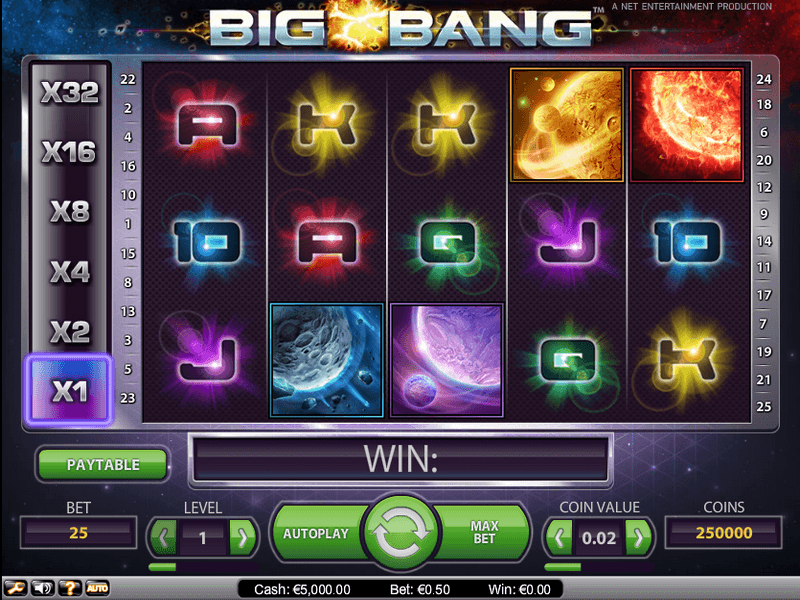 BIG BANG™
A NET ENTERTAINMENT PRODUCTION
X32
X16
X8
X4
X2
X1
22
2
4
16
10
1
15
8
13
3
5
23
A K K
10 A Q J 10
J Q K
24
18
6
20
12
9
14
11
17
7
19
21
25
WIN:
PAYTABLE
BET
25
LEVEL
1
AUTOPLAY
MAX
BET
COIN VALUE
0.02
COINS
250000
?
AUTO
Cash: €5,000.00 Bet: €0.50 Win: €0.00